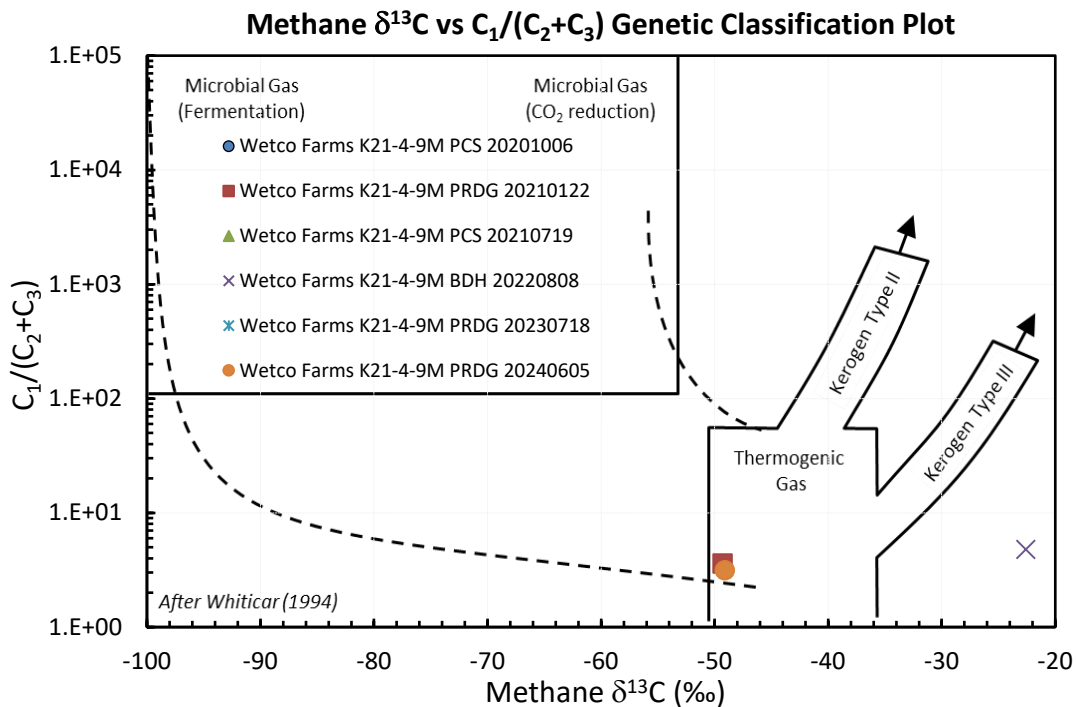 Methane δ¹³C vs C₁/(C₂+C₃) Genetic Classification Plot
C₁/(C₂+C₃)
1.E+05
1.E+04
1.E+03
1.E+02
1.E+01
1.E+00
Microbial Gas
(Fermentation)
Microbial Gas
(CO₂ reduction)
Wetco Farms K21-4-9M PCS 20201006
Wetco Farms K21-4-9M PRDG 20210122
Wetco Farms K21-4-9M PCS 20210719
Wetco Farms K21-4-9M BDH 20220808
Wetco Farms K21-4-9M PRDG 20230718
Wetco Farms K21-4-9M PRDG 20240605
Kerogen Type II
Kerogen Type III
Thermogenic
Gas
After Whiticar (1994)
-100 -90 -80 -70 -60 -50 -40 -30 -20
Methane δ¹³C (‰)